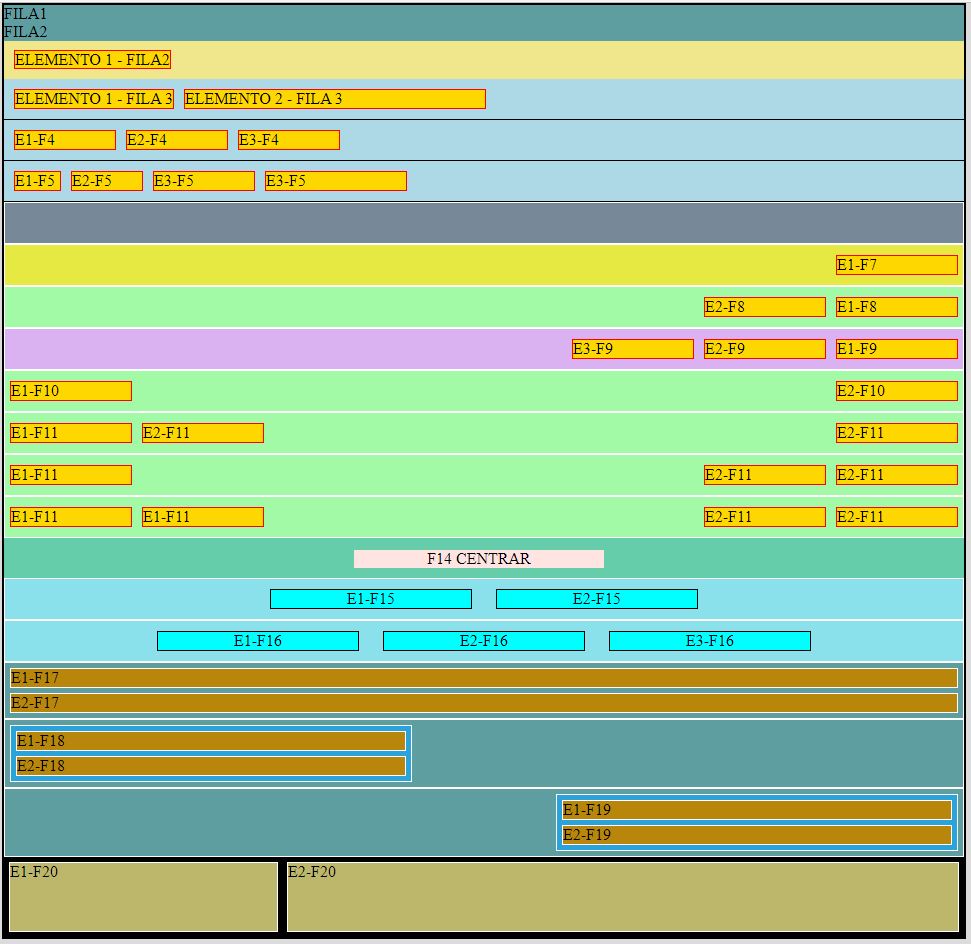 FILA1
FILA2
ELEMENTO 1 - FILA2
ELEMENTO 1 - FILA 3 ELEMENTO 2 - FILA 3
E1-F4 E2-F4 E3-F4
E1-F5 E2-F5 E3-F5 E3-F5
E1-F7
E2-F8 E1-F8
E3-F9 E2-F9 E1-F9
E1-F10 E2-F10
E1-F11 E2-F11 E2-F11
E1-F11 E2-F11 E2-F11
E1-F11 E1-F11 E2-F11 E2-F11
F14 CENTRAR
E1-F15 E2-F15
E1-F16 E2-F16 E3-F16
E1-F17
E2-F17
E1-F18
E2-F18
E1-F19
E2-F19
E1-F20 E2-F20